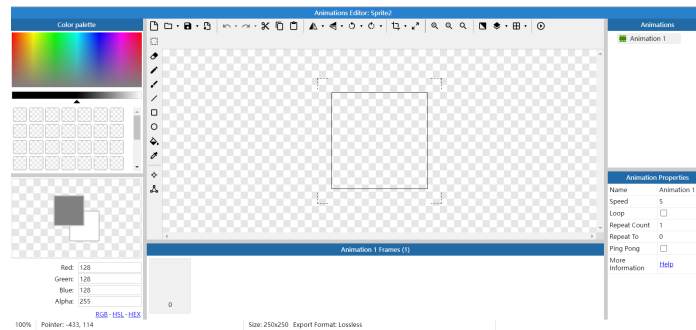 Animations Editor: Sprite2
Color palette
Animations
Animation 1
Animation Properties
Name Animation 1
Speed 5
Loop
Repeat Count 1
Repeat To 0
Ping Pong
More Information Help
Animation 1 Frames (1)
0
Red: 128
Green: 128
Blue: 128
Alpha: 255
RGB - HSL - HEX
100% Pointer: -433, 114 Size: 250x250 Export Format: Lossless